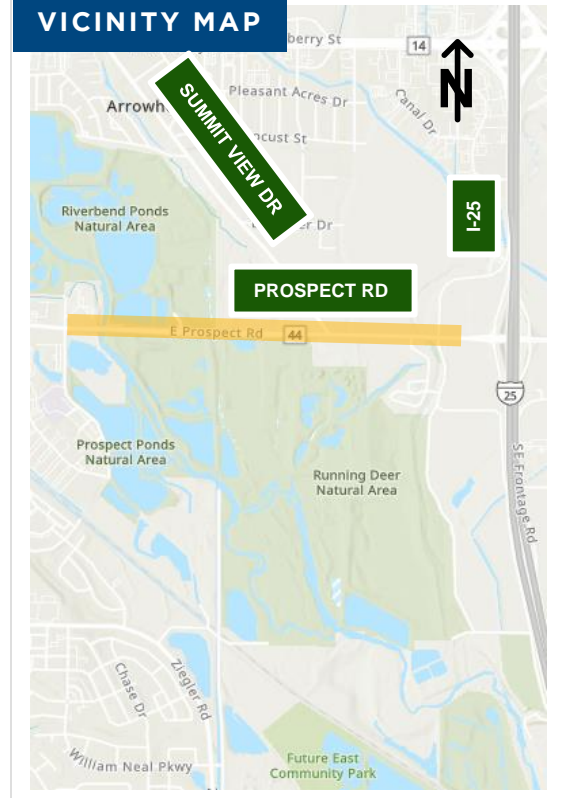 VICINITY MAP
berry St
14
N
Pleasant Acres Dr
Canal Dr
Arrowh
SUMMIT VIEW DR
ocust St
I-25
Riverbend Ponds
Natural Area
er Dr
PROSPECT RD
E Prospect Rd
44
25
Prospect Ponds
Natural Area
Running Deer
Natural Area
SE Frontage Rd
Chase Dr
Ziegler Rd
William Neal Pkwy
Future East
Community Park